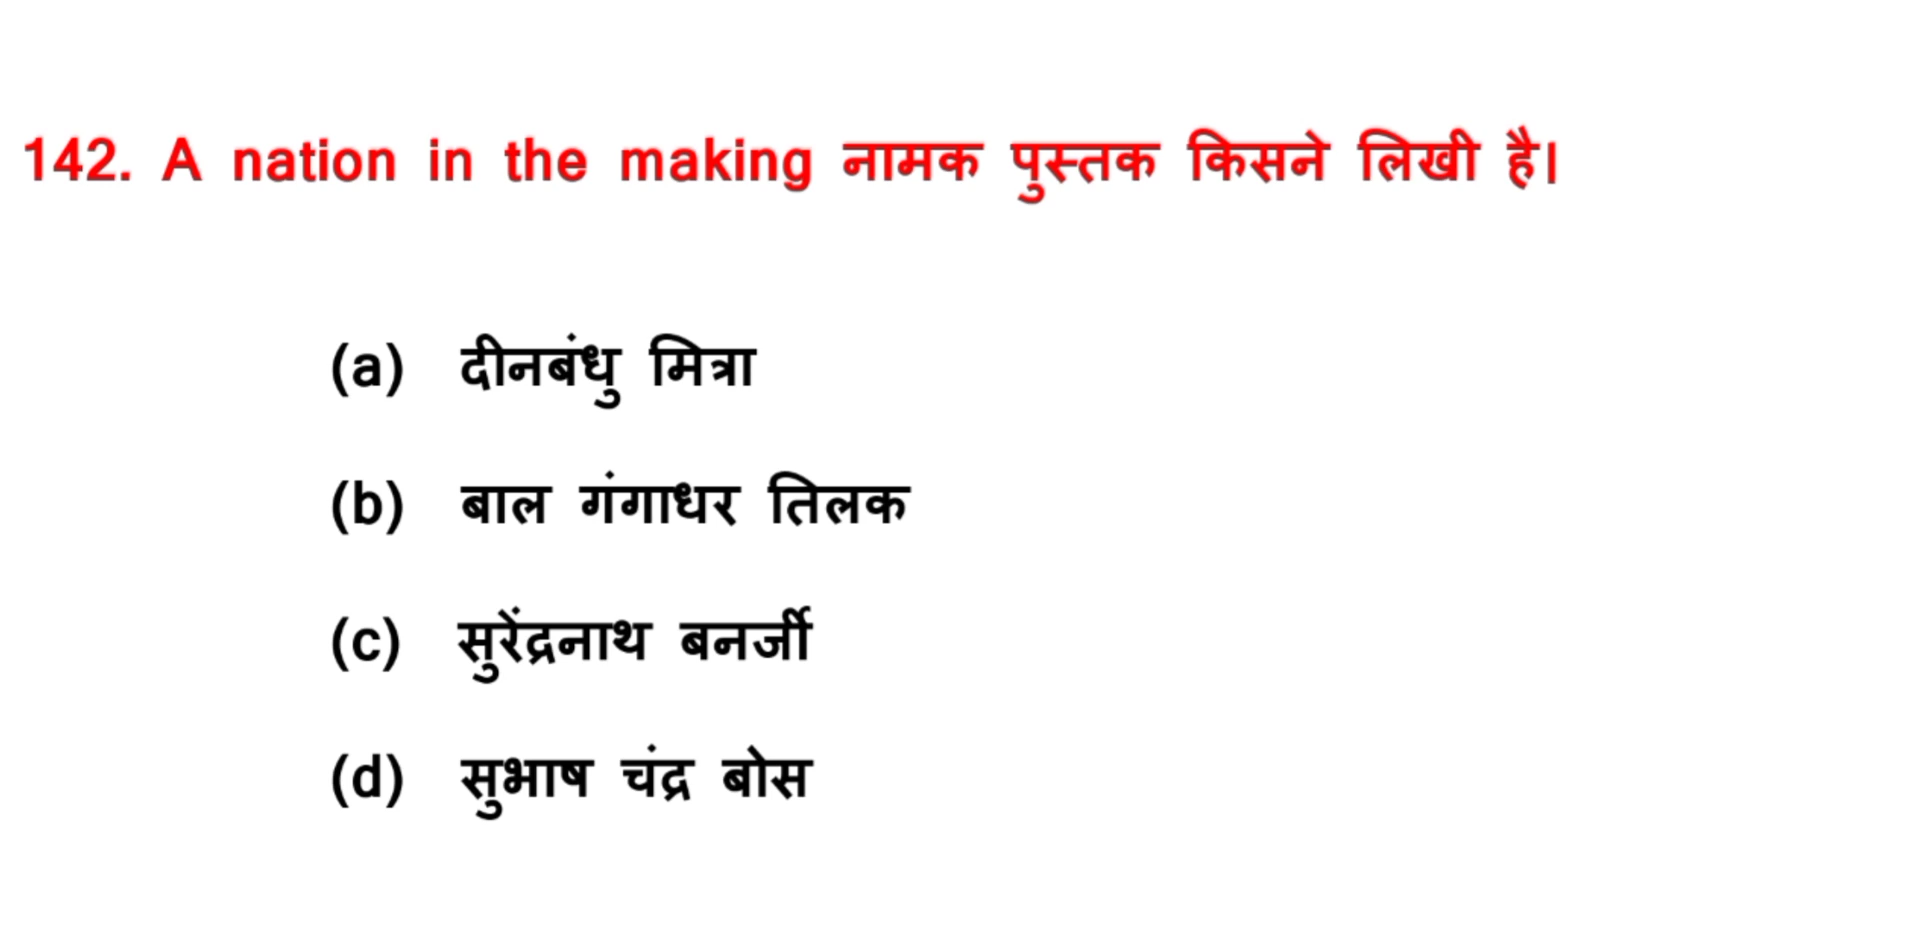 142. A nation in the making नामक पुस्तक किसने लिखी है।
(a) दीनबंधु मित्रा
(b) बाल गंगाधर तिलक
(c) सुरेंद्रनाथ बनर्जी
(d) सुभाष चंद्र बोस